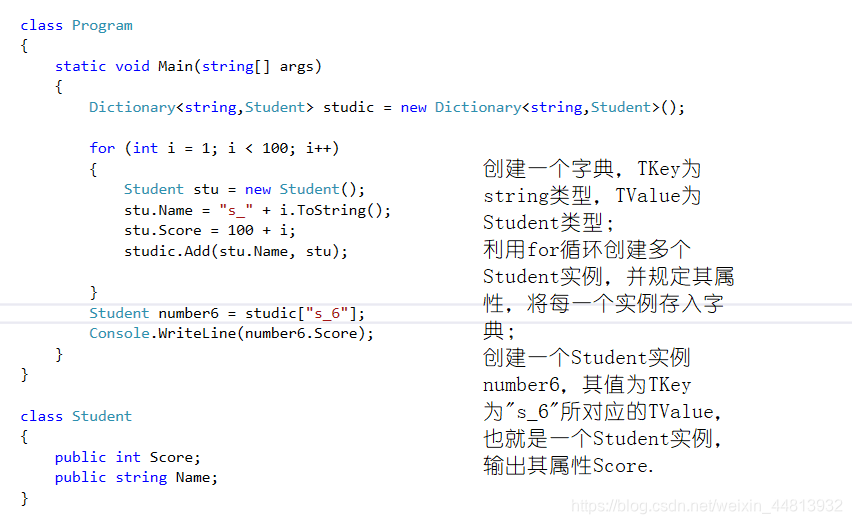 class Program
{
static void Main(string[] args)
{
Dictionary<string,Student> studic = new Dictionary<string,Student>();
for (int i = 1; i < 100; i++)
{
Student stu = new Student();
stu.Name = "s_" + i.ToString();
stu.Score = 100 + i;
studic.Add(stu.Name, stu);
}
Student number6 = studic["s_6"];
Console.WriteLine(number6.Score);
}
}
class Student
{
public int Score;
public string Name;
}
创建一个字典，TKey为
string类型，TValue为
Student类型；
利用for循环创建多个
Student实例，并规定其属
性，将每一个实例存入字
典；
创建一个Student实例
number6，其值为TKey
为"s_6"所对应的TValue，
也就是一个Student实例，
输出其属性Score.
https://blog.csdn.net/weixin_44813932